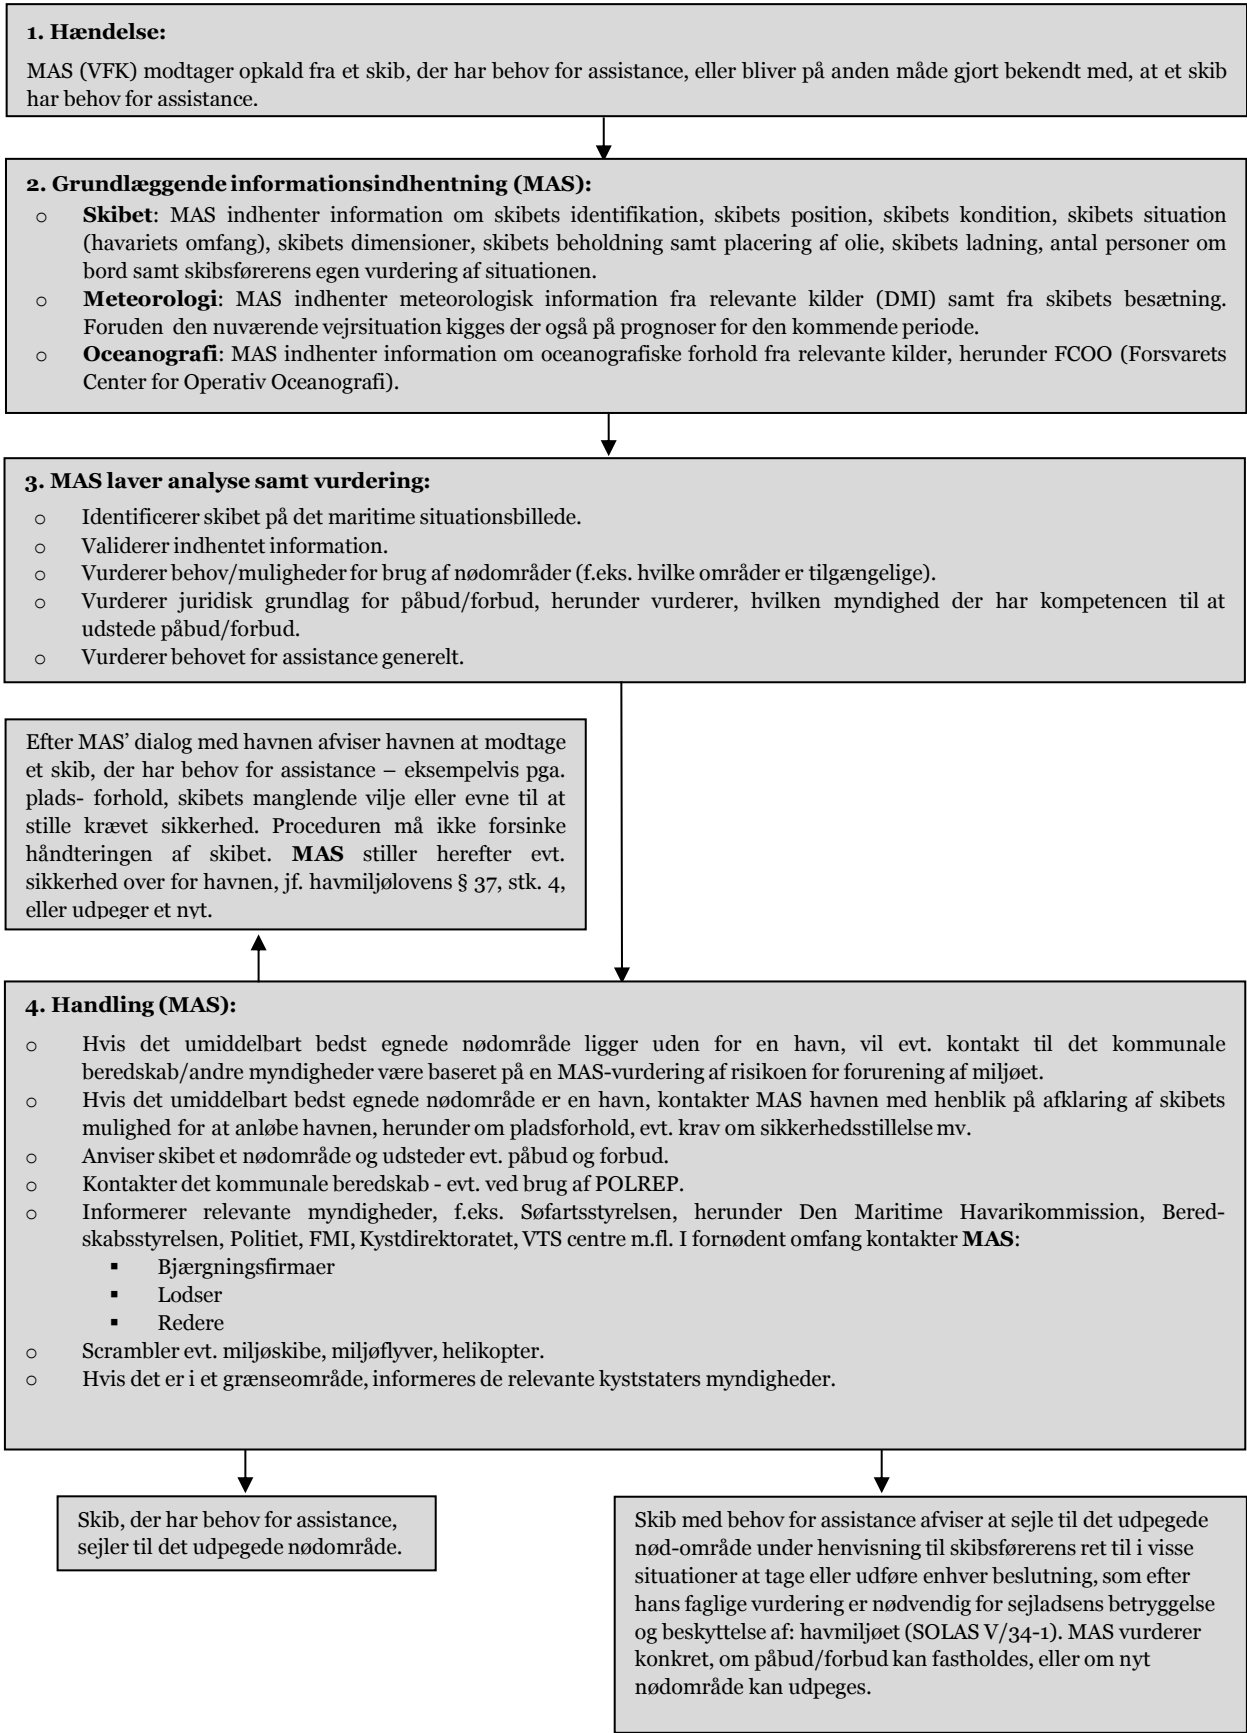 1. Hændelse:
MAS (VFK) modtager opkald fra et skib, der har behov for assistance, eller bliver på anden måde gjort bekendt med, at et skib
har behov for assistance.
2. Grundlæggende informationsindhentning (MAS):
o Skibet: MAS indhenter information om skibets identifikation, skibets position, skibets kondition, skibets situation
(havariets omfang), skibets dimensioner, skibets beholdning samt placering af olie, skibets ladning, antal personer om
bord samt skibsførerens egen vurdering af situationen.
o Meteorologi: MAS indhenter meteorologisk information fra relevante kilder (DMI) samt fra skibets besætning.
Foruden den nuværende vejrsituation kigges der også på prognoser for den kommende periode.
o Oceanografi: MAS indhenter information om oceanografiske forhold fra relevante kilder, herunder FCOO (Forsvarets
Center for Operativ Oceanografi).
3. MAS laver analyse samt vurdering:
o Identificerer skibet på det maritime situationsbillede.
o Validerer indhentet information.
o Vurderer behov/muligheder for brug af nødområder (f.eks. hvilke områder er tilgængelige).
o Vurderer juridisk grundlag for påbud/forbud, herunder vurderer, hvilken myndighed der har kompetencen til at
udstede påbud/forbud.
o Vurderer behovet for assistance generelt.
Efter MAS’ dialog med havnen afviser havnen at modtage
et skib, der har behov for assistance – eksempelvis pga.
plads- forhold, skibets manglende vilje eller evne til at
stille krævet sikkerhed. Proceduren må ikke forsinke
håndteringen af skibet. MAS stiller herefter evt.
sikkerhed over for havnen, jf. havmiljølovens § 37, stk. 4,
eller udpeger et nyt.
4. Handling (MAS):
o Hvis det umiddelbart bedst egnede nødområde ligger uden for en havn, vil evt. kontakt til det kommunale
beredskab/andre myndigheder være baseret på en MAS-vurdering af risikoen for forurening af miljøet.
o Hvis det umiddelbart bedst egnede nødområde er en havn, kontakter MAS havnen med henblik på afklaring af skibets
mulighed for at anløbe havnen, herunder om pladsforhold, evt. krav om sikkerhedsstillelse mv.
o Anviser skibet et nødområde og udsteder evt. påbud og forbud.
o Kontakter det kommunale beredskab - evt. ved brug af POLREP.
o Informerer relevante myndigheder, f.eks. Søfartsstyrelsen, herunder Den Maritime Havarikommission, Bered-
skabsstyrelsen, Politiet, FMI, Kystdirektoratet, VTS centre m.fl. I fornødent omfang kontakter MAS:
▪ Bjærgningsfirmaer
▪ Lodser
▪ Redere
o Scrambler evt. miljøskibe, miljøflyver, helikopter.
o Hvis det er i et grænseområde, informeres de relevante kyststaters myndigheder.
Skib, der har behov for assistance,
sejler til det udpegede nødområde.
Skib med behov for assistance afviser at sejle til det udpegede
nød-område under henvisning til skibsførerens ret til i visse
situationer at tage eller udføre enhver beslutning, som efter
hans faglige vurdering er nødvendig for sejladsens betryggelse
og beskyttelse af: havmiljøet (SOLAS V/34-1). MAS vurderer
konkret, om påbud/forbud kan fastholdes, eller om nyt
nødområde kan udpeges.